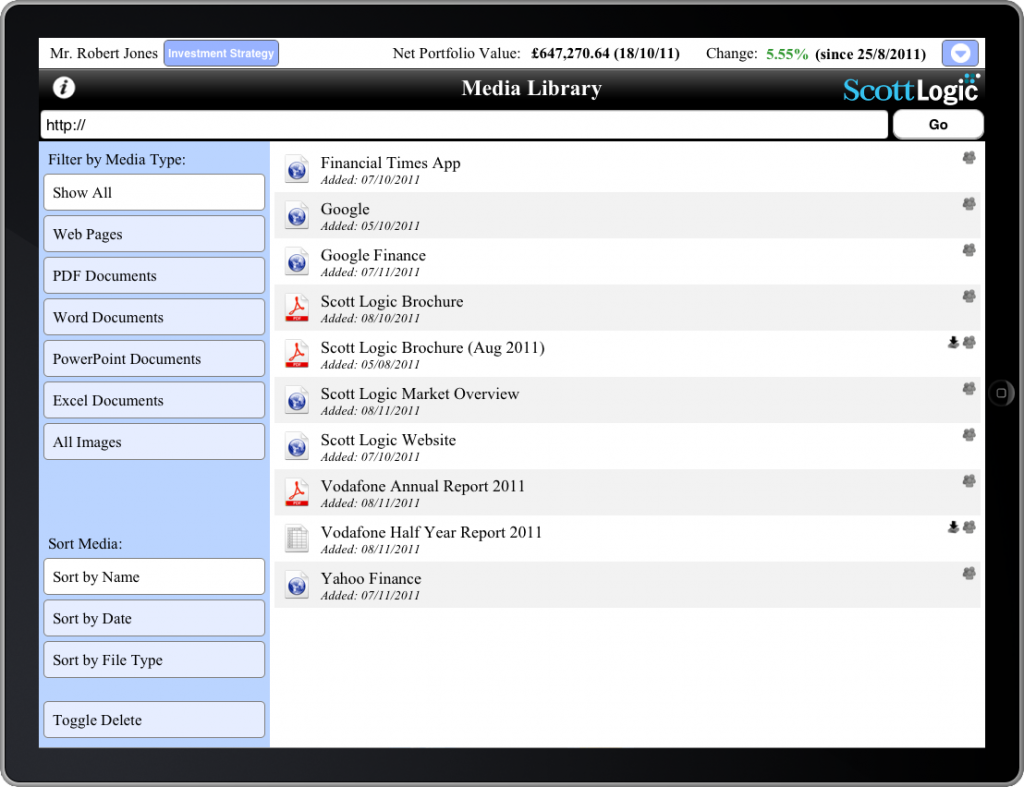 Mr. Robert Jones Investment Strategy Net Portfolio Value: £647,270.64 (18/10/11) Change: 5.55% (since 25/8/2011)
i Media Library ScottLogic
http:// Go
Filter by Media Type:
Show All
Web Pages
PDF Documents
Word Documents
PowerPoint Documents
Excel Documents
All Images
Sort Media:
Sort by Name
Sort by Date
Sort by File Type
Toggle Delete
Financial Times App
Added: 07/10/2011
Google
Added: 05/10/2011
Google Finance
Added: 07/11/2011
PDF Scott Logic Brochure
Added: 08/10/2011
PDF Scott Logic Brochure (Aug 2011)
Added: 05/08/2011
Scott Logic Market Overview
Added: 08/11/2011
Scott Logic Website
Added: 07/10/2011
PDF Vodafone Annual Report 2011
Added: 08/11/2011
Vodafone Half Year Report 2011
Added: 08/11/2011
Yahoo Finance
Added: 07/11/2011